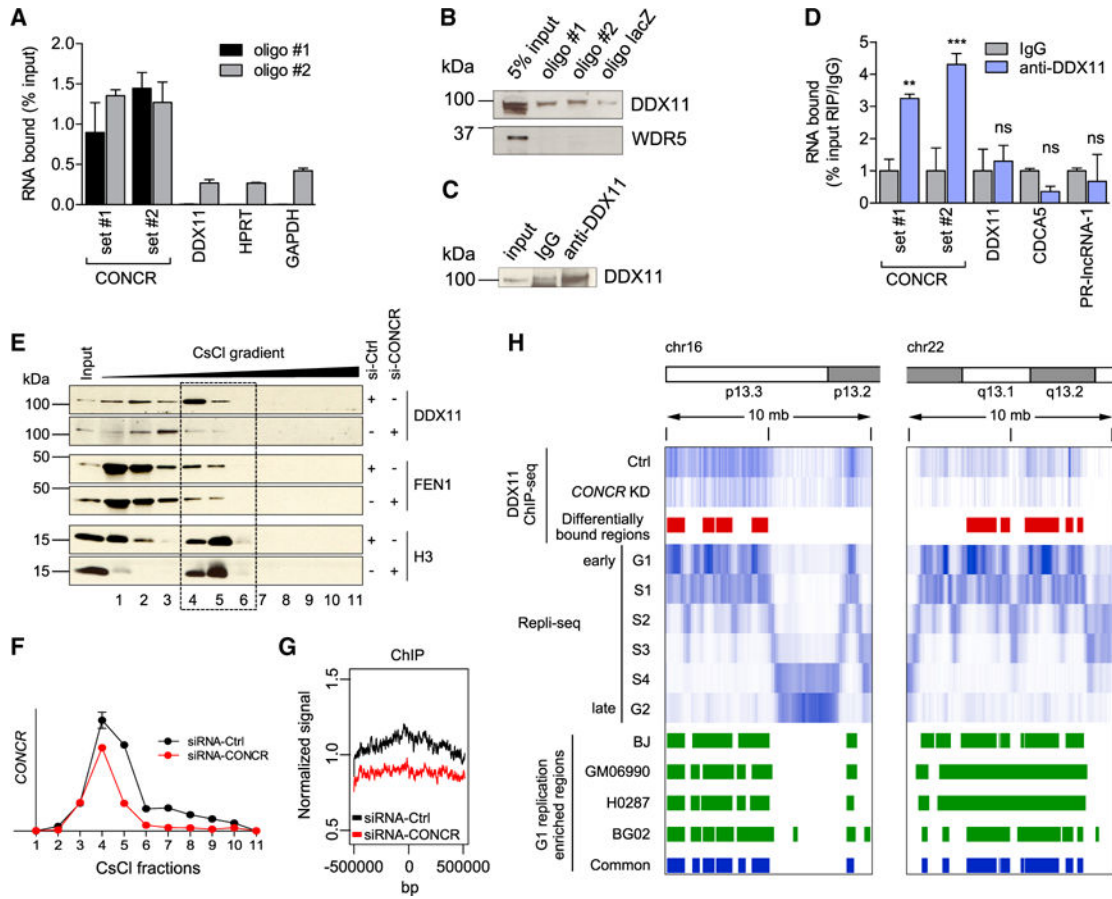 A
RNA bound (% input)
2.0
1.5
1.0
0.5
0.0
oligo #1
oligo #2
set #1
set #2
DDX11
HPRT
GAPDH
CONCR
B
kDa
5% input
oligo #1
oligo #2
oligo lacZ
100
DDX11
37
WDR5
C
kDa
input
IgG
anti-DDX11
100
DDX11
D
RNA bound
(% input RIP/IgG)
6
5
4
3
2
1
0
IgG
anti-DDX11
**
***
ns
ns
ns
set #1
set #2
DDX11
CDCA5
PR-lncRNA-1
CONCR
E
Input
CsCl gradient
si-Ctrl
si-CONCR
kDa
100
+ -
DDX11
100
- +
50
+ -
FEN1
50
- +
15
+ -
H3
15
- +
1 2 3 4 5 6 7 8 9 10 11
F
CONCR
siRNA-Ctrl
siRNA-CONCR
1 2 3 4 5 6 7 8 9 10 11
CsCl fractions
G
ChIP
Normalized signal
1.5
1.0
0.5
siRNA-Ctrl
siRNA-CONCR
-500000 0 500000
bp
H
chr16 chr22
p13.3 p13.2 q13.1 q13.2
10 mb 10 mb
DDX11
ChIP-seq
Ctrl
CONCR KD
Differentially
bound regions
Repli-seq
early G1
S1
S2
S3
S4
late G2
G1 replication
enriched regions
BJ
GM06990
H0287
BG02
Common